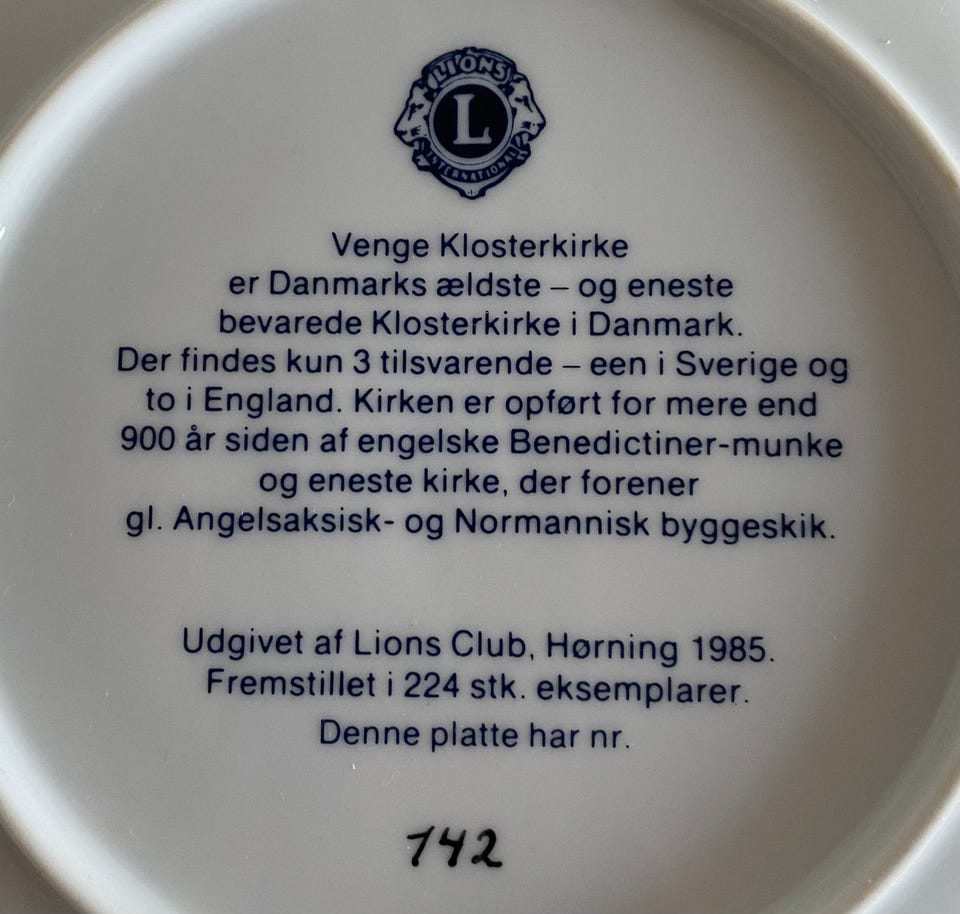 LIONS
L
INTERNATIONAL
Venge Klosterkirke
er Danmarks ældste – og eneste
bevarede Klosterkirke i Danmark.
Der findes kun 3 tilsvarende – een i Sverige og
to i England. Kirken er opført for mere end
900 år siden af engelske Benedictiner-munke
og eneste kirke, der forener
gl. Angelsaksisk- og Normannisk byggeskik.
Udgivet af Lions Club, Hørning 1985.
Fremstillet i 224 stk. eksemplarer.
Denne platte har nr.
142